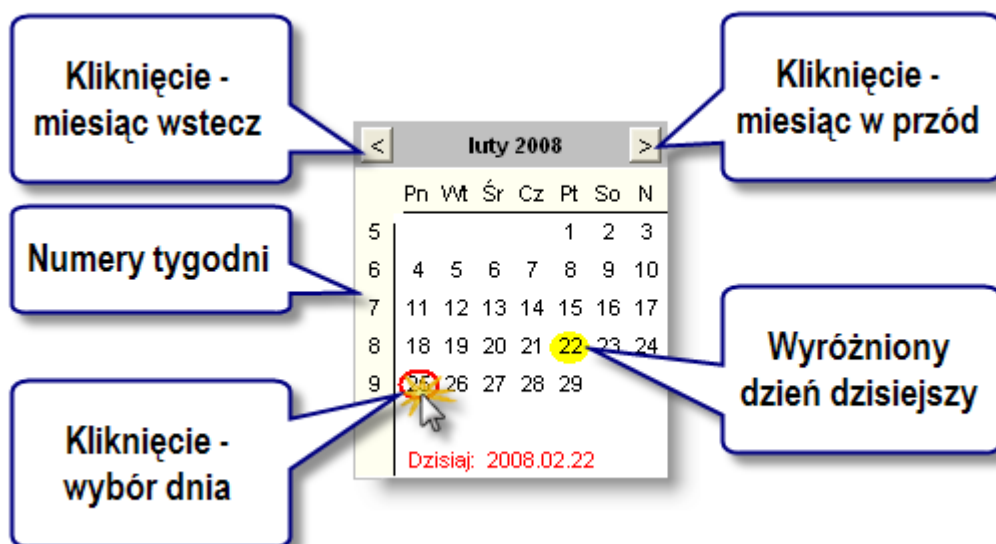 Kliknięcie -
miesiąc wstecz
Kliknięcie -
miesiąc w przód
< luty 2008 >
Pn Wt Śr Cz Pt So N
5 1 2 3
6 4 5 6 7 8 9 10
7 11 12 13 14 15 16 17
8 18 19 20 21 22 23 24
9 25 26 27 28 29
Dzisiaj: 2008.02.22
Numery tygodni
Wyróżniony
dzień dzisiejszy
Kliknięcie -
wybór dnia